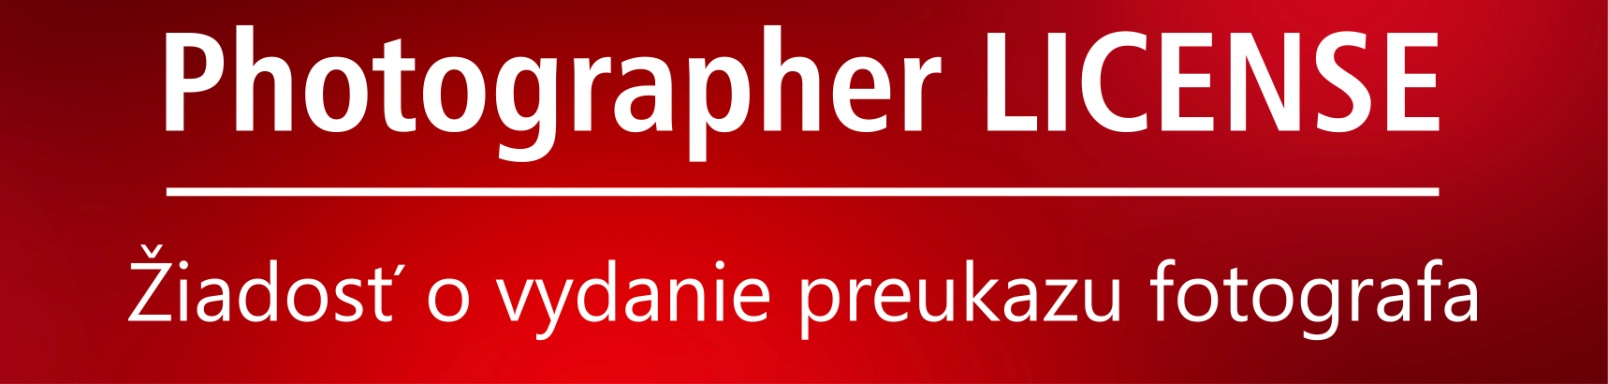 Photographer LICENSE
Žiadosť o vydanie preukazu fotografa